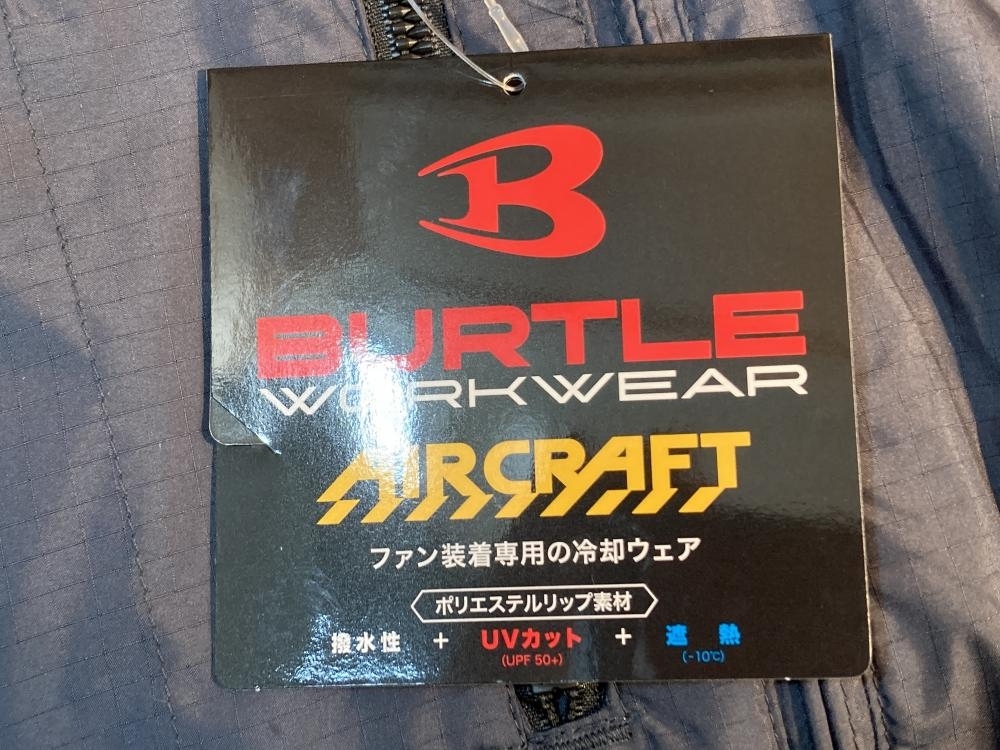 B
BURTLE
WORKWEAR
AIRCRAFT
ファン装着専用の冷却ウェア
ポリエステルリップ素材
撥水性 + UVカット + 遮熱
(UPF 50+) (-10℃)